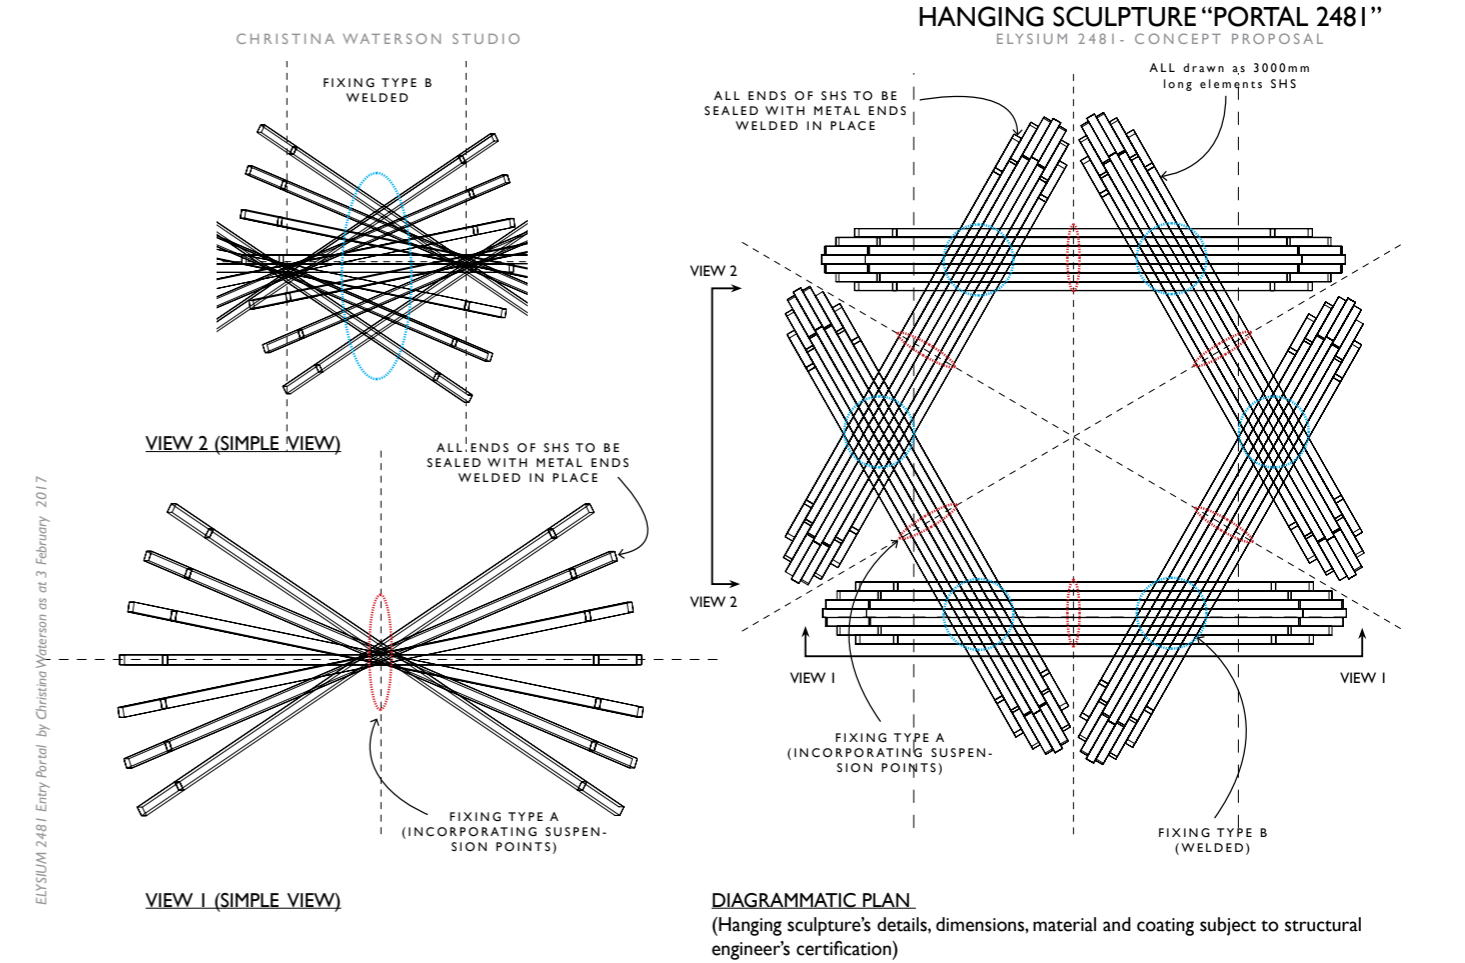 HANGING SCULPTURE “PORTAL 2481”
CHRISTINA WATERSON STUDIO
ELYSIUM 2481- CONCEPT PROPOSAL
FIXING TYPE B
WELDED
ALL ENDS OF SHS TO BE
SEALED WITH METAL ENDS
WELDED IN PLACE
ALL drawn as 3000mm
long elements SHS
VIEW 2
VIEW 2 (SIMPLE VIEW)
ALL ENDS OF SHS TO BE
SEALED WITH METAL ENDS
WELDED IN PLACE
VIEW 2
VIEW 1
VIEW 1
FIXING TYPE A
(INCORPORATING SUSPEN-
SION POINTS)
FIXING TYPE A
(INCORPORATING SUSPEN-
SION POINTS)
FIXING TYPE B
(WELDED)
ELYSIUM 2481 Entry Portal by Christina Waterson as at 3 February 2017
VIEW 1 (SIMPLE VIEW)
DIAGRAMMATIC PLAN
(Hanging sculpture’s details, dimensions, material and coating subject to structural
engineer’s certification)